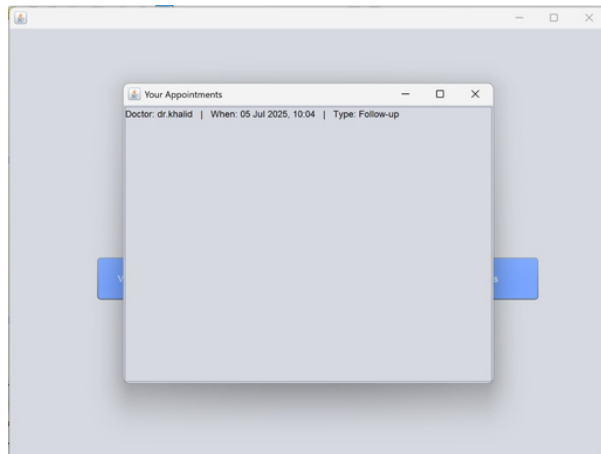 Your Appointments
Doctor: dr.khalid | When: 05 Jul 2025, 10:04 | Type: Follow-up